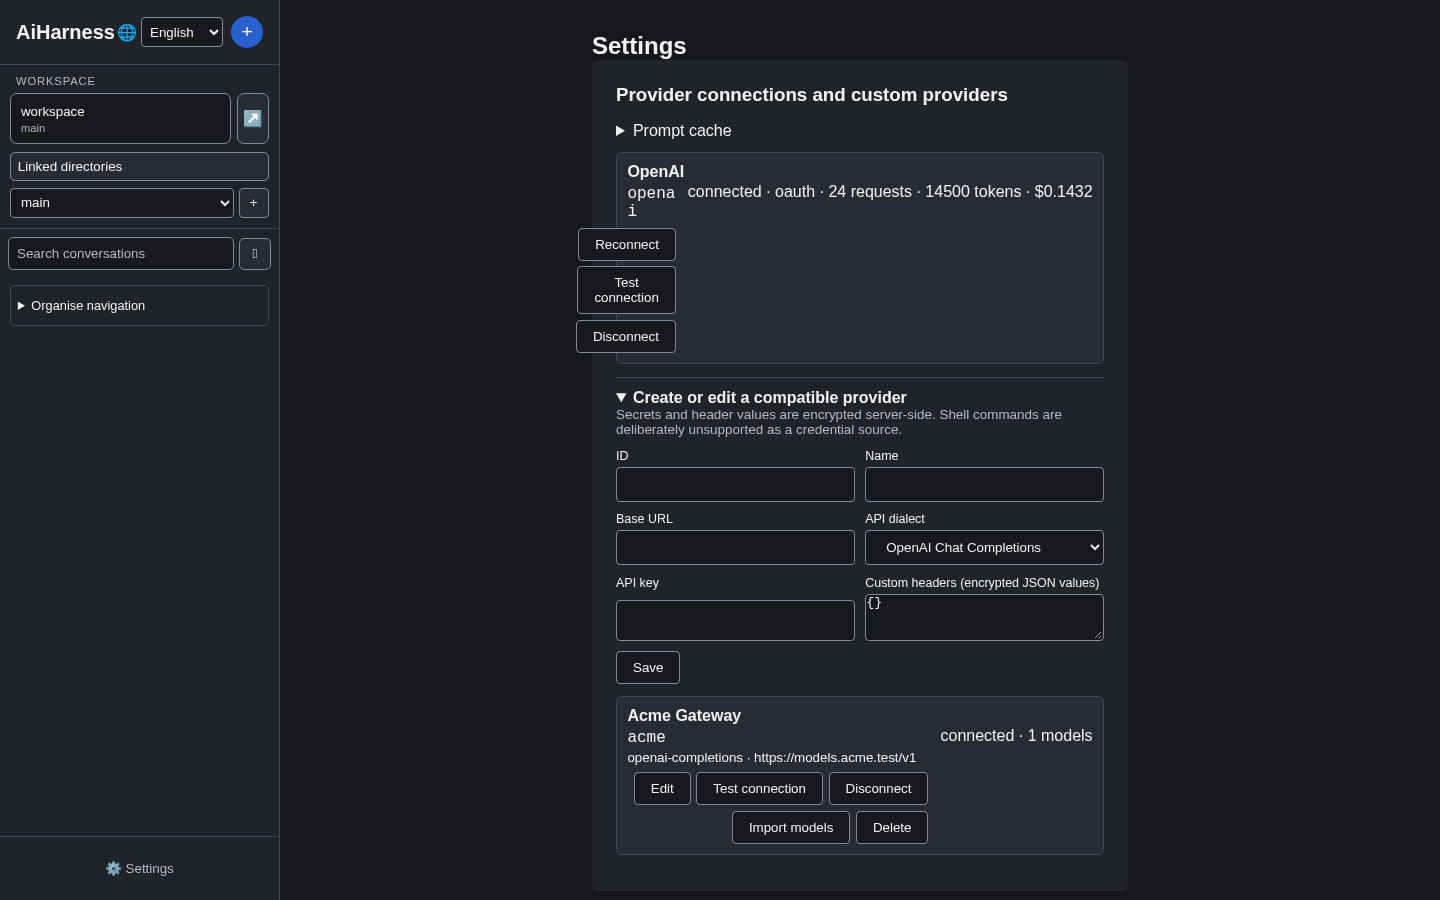 AiHarness
English
+
WORKSPACE
workspace
main
Linked directories
main
+
Search conversations
Organise navigation
Settings
Settings
Provider connections and custom providers
Prompt cache
OpenAI
opena
i
connected · oauth · 24 requests · 14500 tokens · $0.1432
Reconnect
Test
connection
Disconnect
Create or edit a compatible provider
Secrets and header values are encrypted server-side. Shell commands are
deliberately unsupported as a credential source.
ID
Name
Base URL
API dialect
OpenAI Chat Completions
API key
Custom headers (encrypted JSON values)
{}
Save
Acme Gateway
acme
connected · 1 models
openai-completions · https://models.acme.test/v1
Edit
Test connection
Disconnect
Import models
Delete